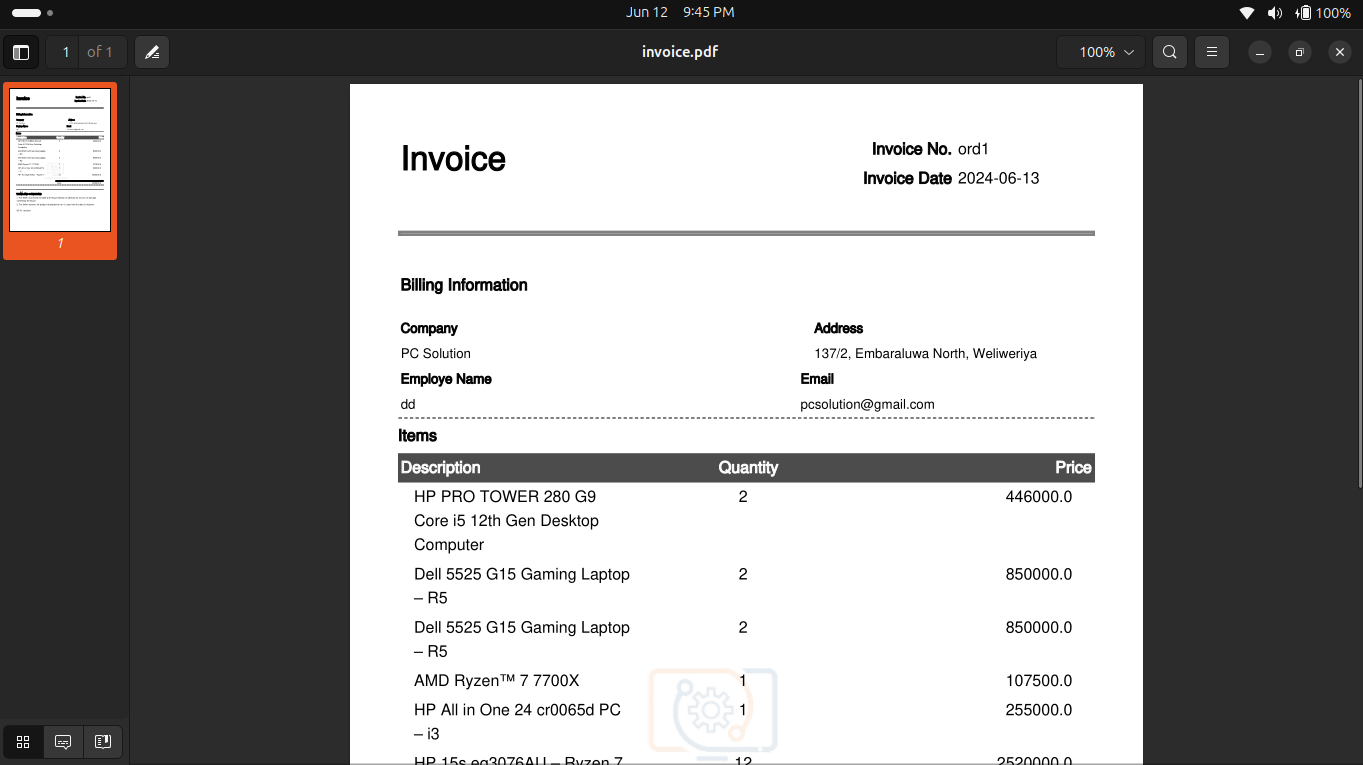 Jun 12 9:45 PM
100%
1 of 1
invoice.pdf
100%
1
Invoice
Invoice No. ord1
Invoice Date 2024-06-13
Billing Information
Company
Address
PC Solution
137/2, Embaraluwa North, Weliweriya
Employe Name
Email
dd
pcsolution@gmail.com
Items
Description Quantity Price
HP PRO TOWER 280 G9 2 446000.0
Core i5 12th Gen Desktop
Computer
Dell 5525 G15 Gaming Laptop 2 850000.0
– R5
Dell 5525 G15 Gaming Laptop 2 850000.0
– R5
AMD Ryzen™ 7 7700X 1 107500.0
HP All in One 24 cr0065d PC 1 255000.0
– i3
HP 15s eq3076AU – Ryzen 7 12 2520000.0